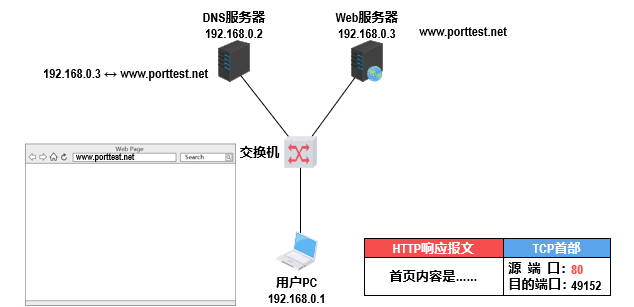 DNS服务器
192.168.0.2
Web服务器
192.168.0.3
www.porttest.net
192.168.0.3 ↔ www.porttest.net
交换机
Web Page
www.porttest.net
Search
用户PC
192.168.0.1
HTTP响应报文
TCP首部
首页内容是……
源 端 口：80
目的端口：49152